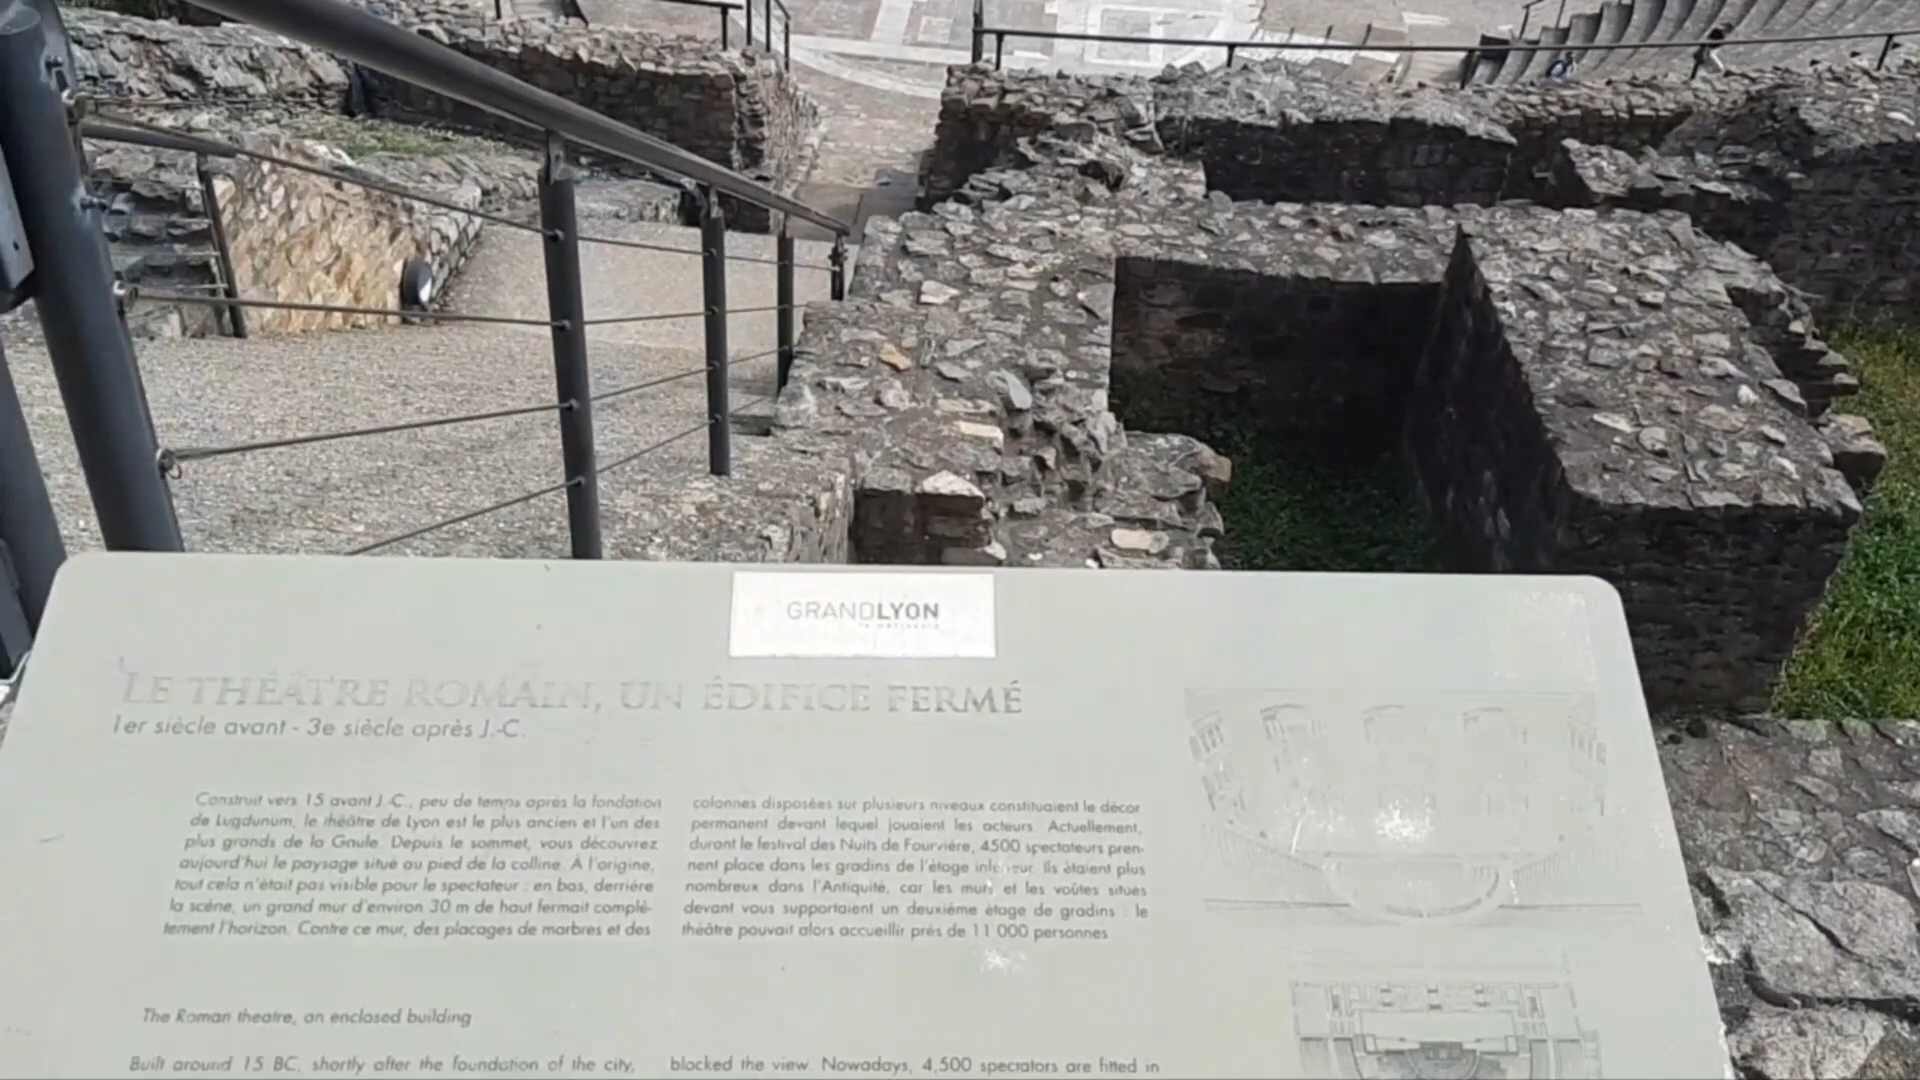 GRANDLYON
LE THÉÂTRE ROMAIN, UN ÉDIFICE FERMÉ
1er siècle avant - 3e siècle après J.-C.
Construit vers 15 avant J.-C., peu de temps après la fondation
de Lugdunum, le théâtre de Lyon est le plus ancien et l'un des
plus grands de la Gaule. Depuis le sommet, vous découvrez
aujourd'hui le paysage situé au pied de la colline. À l'origine,
tout cela n'était pas visible pour le spectateur : en bas, derrière
la scène, un grand mur d'environ 30 m de haut fermait complè-
tement l'horizon. Contre ce mur, des placages de marbres et des
colonnes disposées sur plusieurs niveaux constituaient le décor
permanent devant lequel jouaient les acteurs. Actuellement,
durant le festival des Nuits de Fourvière, 4500 spectateurs pren-
nent place dans les gradins de l'étage inférieur. Ils étaient plus
nombreux dans l'Antiquité, car les murs et les voûtes situés
devant vous supportaient un deuxième étage de gradins : le
théâtre pouvait alors accueillir près de 11 000 personnes.
The Roman theatre, an enclosed building
Built around 15 BC, shortly after the foundation of the city,
blocked the view. Nowadays, 4,500 specrators are fitted in